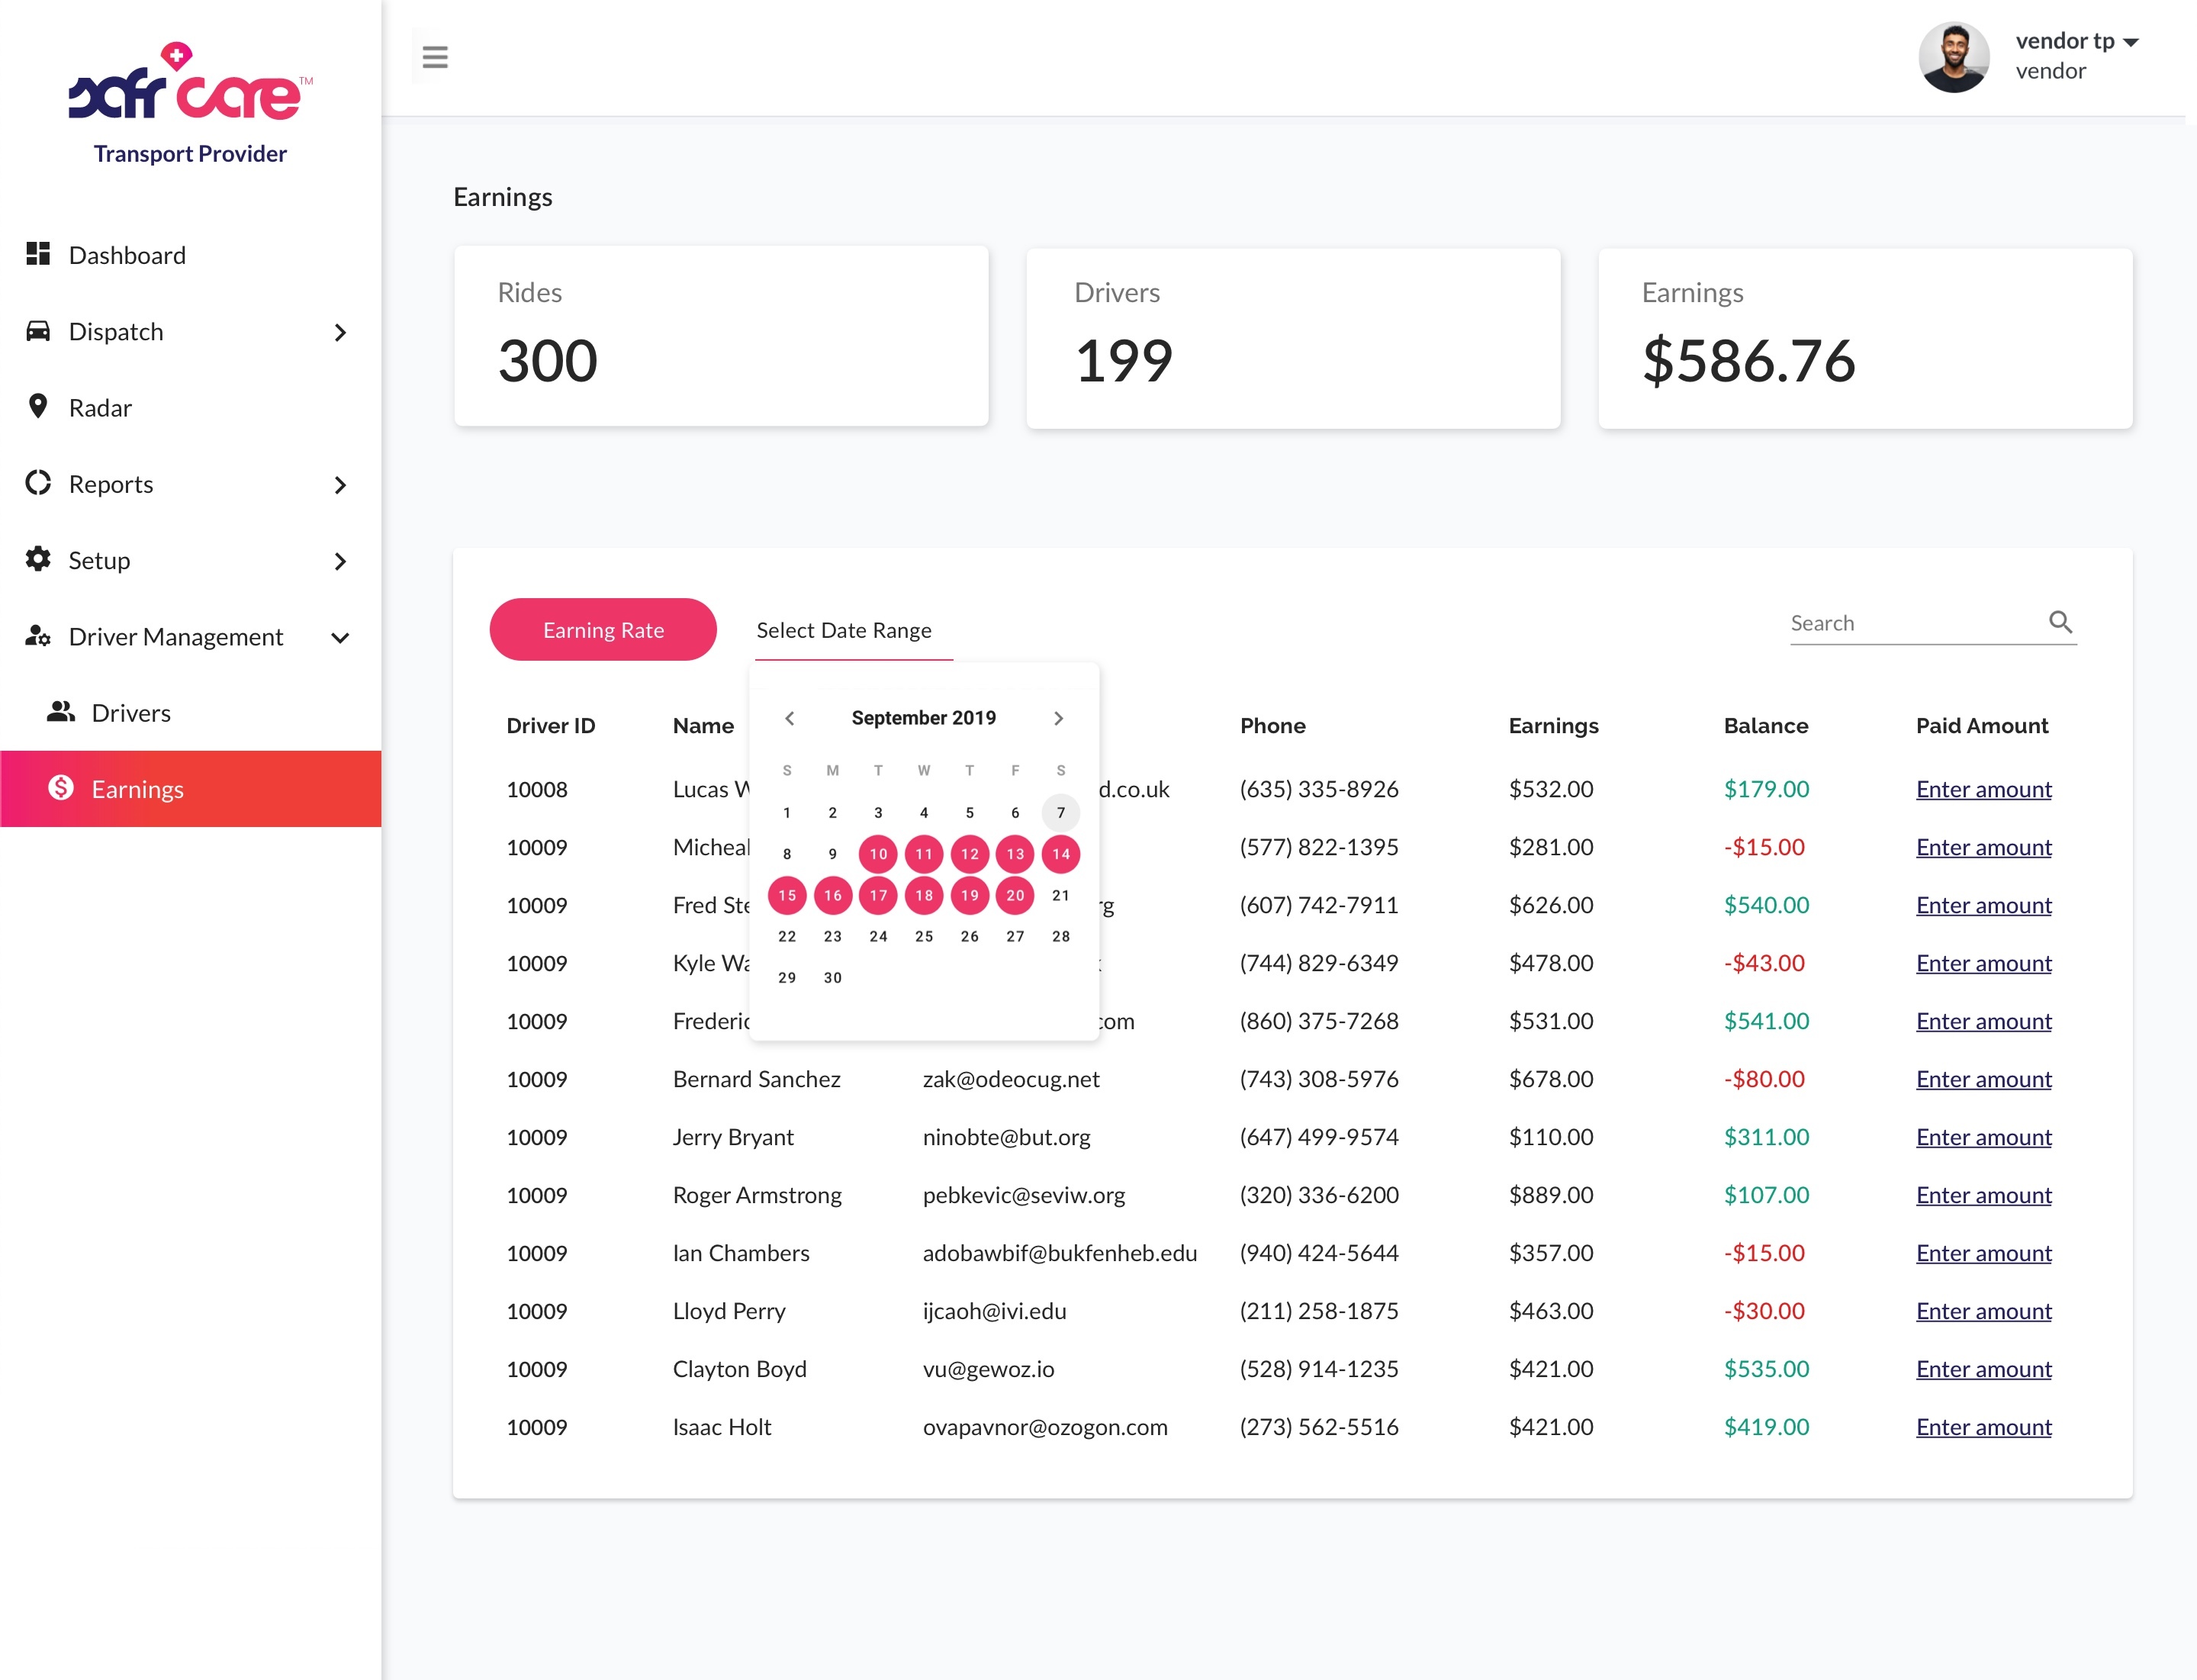 safr care™
Transport Provider
vendor tp
vendor
Dashboard
Dispatch
Radar
Reports
Setup
Driver Management
Drivers
Earnings
Earnings
Rides
300
Drivers
199
Earnings
$586.76
Earning Rate
Select Date Range
Search
September 2019
S M T W T F S
1 2 3 4 5 6 7
8 9 10 11 12 13 14
15 16 17 18 19 20 21
22 23 24 25 26 27 28
29 30
Driver ID Name Phone Earnings Balance Paid Amount
10008 Lucas d.co.uk (635) 335-8926 $532.00 $179.00 Enter amount
10009 Micheal (577) 822-1395 $281.00 -$15.00 Enter amount
10009 Fred Ste rg (607) 742-7911 $626.00 $540.00 Enter amount
10009 Kyle Wa (744) 829-6349 $478.00 -$43.00 Enter amount
10009 Frederic com (860) 375-7268 $531.00 $541.00 Enter amount
10009 Bernard Sanchez zak@odeocug.net (743) 308-5976 $678.00 -$80.00 Enter amount
10009 Jerry Bryant ninobte@but.org (647) 499-9574 $110.00 $311.00 Enter amount
10009 Roger Armstrong pebkevic@seviw.org (320) 336-6200 $889.00 $107.00 Enter amount
10009 Ian Chambers adobawbif@bukfenheb.edu (940) 424-5644 $357.00 -$15.00 Enter amount
10009 Lloyd Perry ijcaoh@ivi.edu (211) 258-1875 $463.00 -$30.00 Enter amount
10009 Clayton Boyd vu@gewoz.io (528) 914-1235 $421.00 $535.00 Enter amount
10009 Isaac Holt ovapavnor@ozogon.com (273) 562-5516 $421.00 $419.00 Enter amount